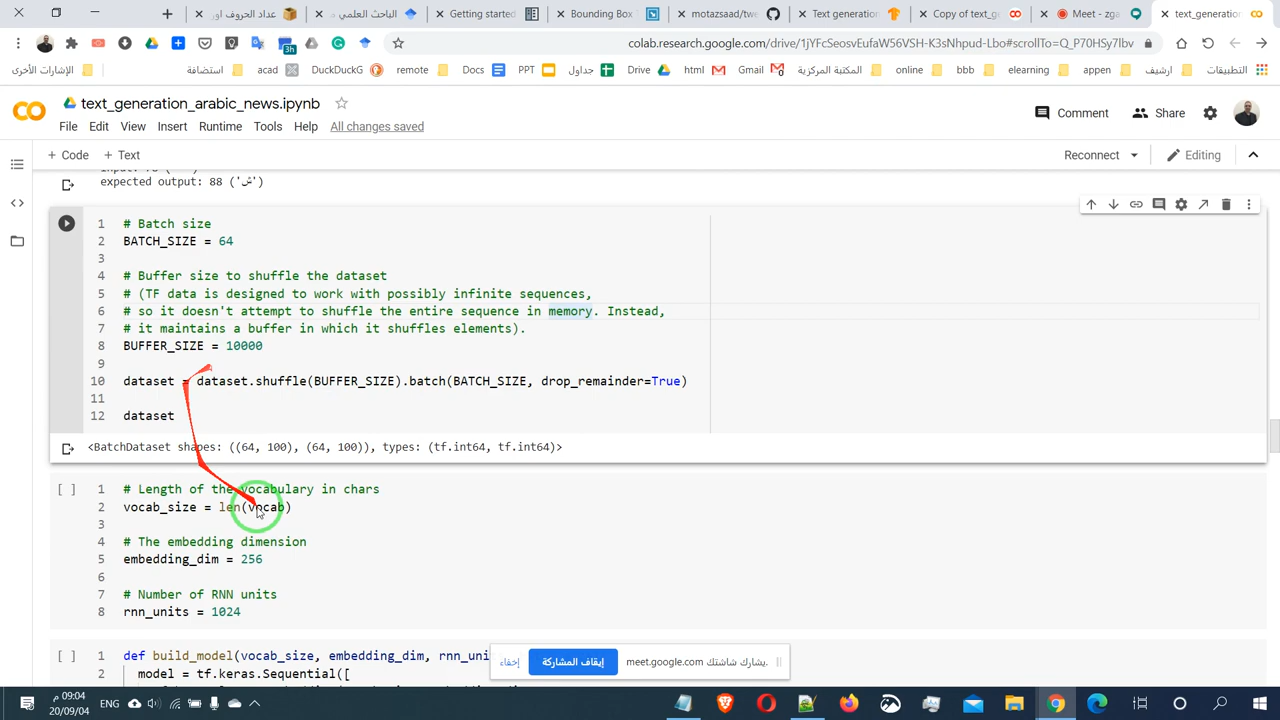 عداد الحروف اور
الباحث العلمي م
Getting started
Bounding Box
motazsaad/twe
Text generation
Copy of text_g
Meet - zga
text_generation
colab.research.google.com/drive/1jYFcSeosvEufaW56VSH-K3sNhpud-Lbo#scrollTo=Q_P70HSy7lbv
3h
الإشارات الأخرى
استضافة
acad
DuckDuckG
remote
Docs
PPT
جداول
Drive
html
Gmail
المكتبة المركزية
online
bbb
elearning
appen
ارشيف
التطبيقات
text_generation_arabic_news.ipynb
Comment
Share
File Edit View Insert Runtime Tools Help All changes saved
+ Code + Text
Reconnect
Editing
expected output: 88 ('ش')
1 # Batch size
2 BATCH_SIZE = 64
3
4 # Buffer size to shuffle the dataset
5 # (TF data is designed to work with possibly infinite sequences,
6 # so it doesn't attempt to shuffle the entire sequence in memory. Instead,
7 # it maintains a buffer in which it shuffles elements).
8 BUFFER_SIZE = 10000
9
10 dataset = dataset.shuffle(BUFFER_SIZE).batch(BATCH_SIZE, drop_remainder=True)
11
12 dataset
<BatchDataset shapes: ((64, 100), (64, 100)), types: (tf.int64, tf.int64)>
[ ] 1 # Length of the vocabulary in chars
2 vocab_size = len(vocab)
3
4 # The embedding dimension
5 embedding_dim = 256
6
7 # Number of RNN units
8 rnn_units = 1024
[ ] 1 def build_model(vocab_size, embedding_dim, rnn_uni
2 model = tf.keras.Sequential([
إخفاء
إيقاف المشاركة
يشارك شاشتك meet.google.com.
09:04 م
20/09/04
ENG